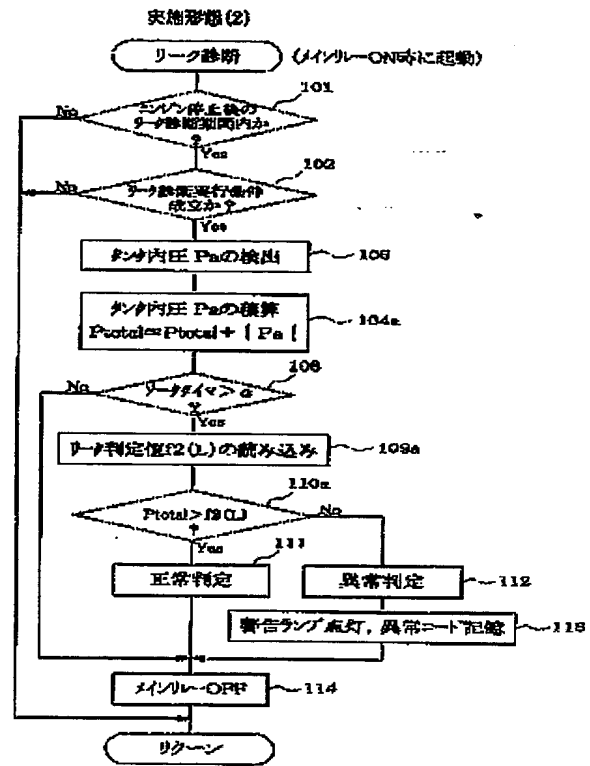 実施形態(2)
リーク診断
(メインリレーON時に起動)
101
エンジン停止後の
リーク診断期間内か
?
No
Yes
102
リーク診断実行条件
成立か?
No
Yes
タンク内圧 Paの検出
103
タンク内圧 Paの積算
Ptotal=Ptotal+|Pa|
104a
108
リークタイマ≥α
?
No
Yes
リーク判定値f2(L)の読み込み
109a
110a
Ptotal>f2(L)
?
No
Yes
111
正常判定
異常判定
112
警告ランプ点灯,異常コード記憶
113
メインリレーOFF
114
リターン